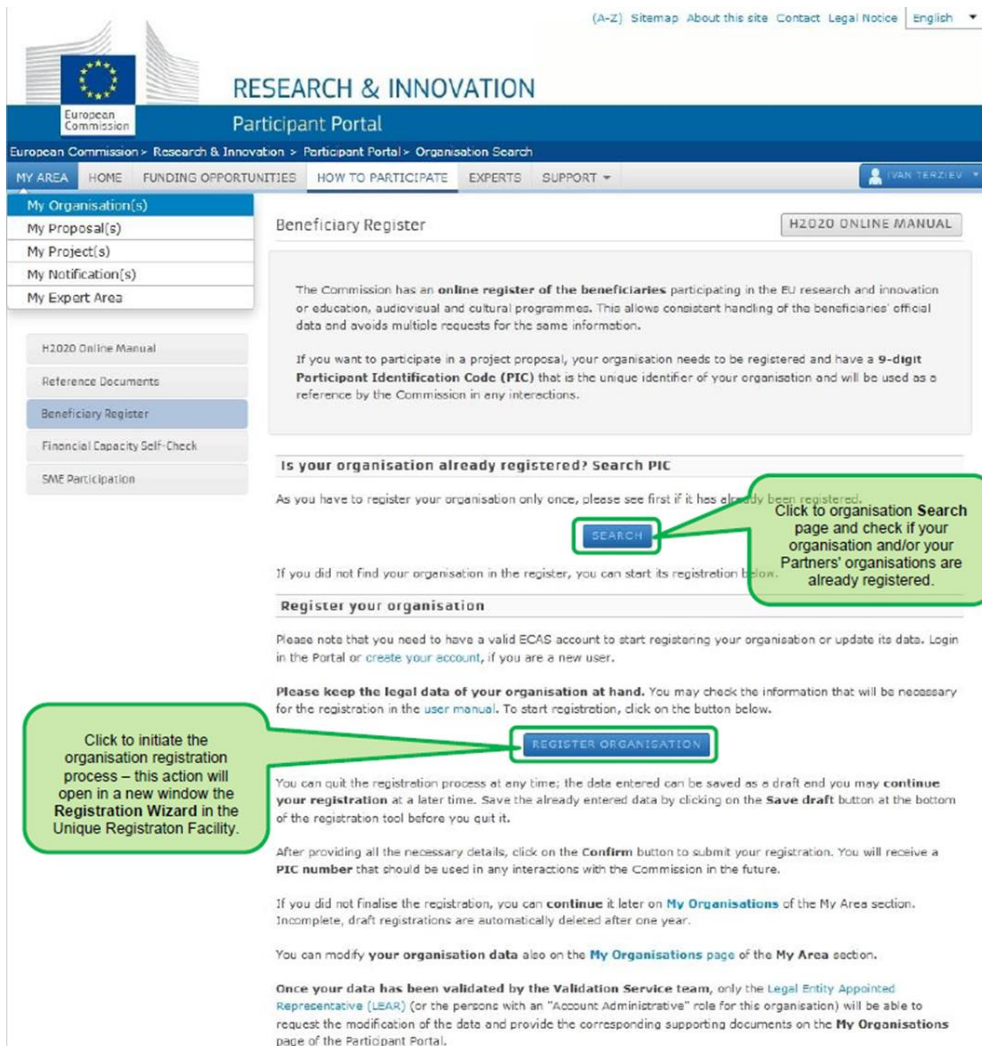 (A-Z) Sitemap About this site Contact Legal Notice English
European
Commission
RESEARCH & INNOVATION
Participant Portal
European Commission > Research & Innovation > Participant Portal > Organisation Search
MY AREA HOME FUNDING OPPORTUNITIES HOW TO PARTICIPATE EXPERTS SUPPORT IVAN TERZIEV
My Organisation(s)
My Proposal(s)
My Project(s)
My Notification(s)
My Expert Area
H2020 Online Manual
Reference Documents
Beneficiary Register
Financial Capacity Self-Check
SME Participation
Beneficiary Register
H2020 ONLINE MANUAL
The Commission has an online register of the beneficiaries participating in the EU research and innovation
or education, audiovisual and cultural programmes. This allows consistent handling of the beneficiaries' official
data and avoids multiple requests for the same information.
If you want to participate in a project proposal, your organisation needs to be registered and have a 9-digit
Participant Identification Code (PIC) that is the unique identifier of your organisation and will be used as a
reference by the Commission in any interactions.
Is your organisation already registered? Search PIC
As you have to register your organisation only once, please see first if it has already been registered.
SEARCH
Click to organisation Search
page and check if your
organisation and/or your
Partners' organisations are
already registered.
If you did not find your organisation in the register, you can start its registration below.
Register your organisation
Please note that you need to have a valid ECAS account to start registering your organisation or update its data. Login
in the Portal or create your account, if you are a new user.
Please keep the legal data of your organisation at hand. You may check the information that will be necessary
for the registration in the user manual. To start registration, click on the button below.
REGISTER ORGANISATION
Click to initiate the
organisation registration
process – this action will
open in a new window the
Registration Wizard in the
Unique Registraton Facility.
You can quit the registration process at any time; the data entered can be saved as a draft and you may continue
your registration at a later time. Save the already entered data by clicking on the Save draft button at the bottom
of the registration tool before you quit it.
After providing all the necessary details, click on the Confirm button to submit your registration. You will receive a
PIC number that should be used in any interactions with the Commission in the future.
If you did not finalise the registration, you can continue it later on My Organisations of the My Area section.
Incomplete, draft registrations are automatically deleted after one year.
You can modify your organisation data also on the My Organisations page of the My Area section.
Once your data has been validated by the Validation Service team, only the Legal Entity Appointed
Representative (LEAR) (or the persons with an "Account Administrative" role for this organisation) will be able to
request the modification of the data and provide the corresponding supporting documents on the My Organisations
page of the Participant Portal.